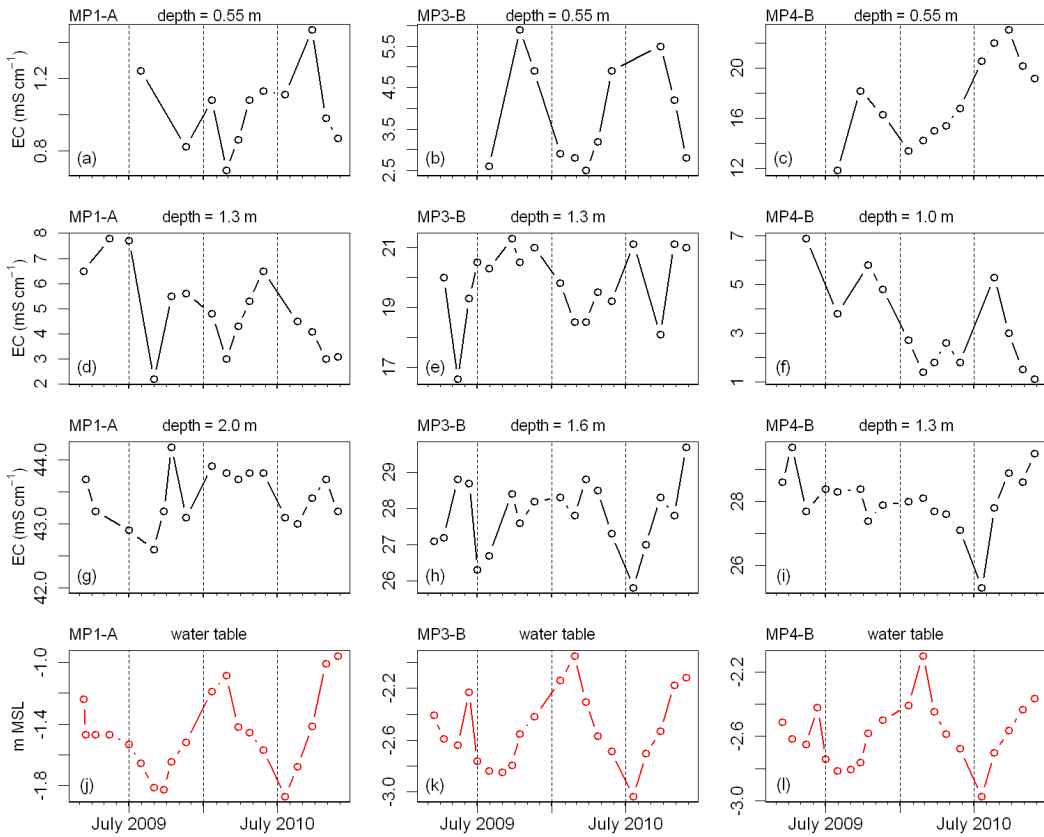 MP1-A depth = 0.55 m MP3-B depth = 0.55 m MP4-B depth = 0.55 m
EC (mS cm⁻¹)
0.8 1.2
(a)
2.5 3.5 4.5 5.5
(b)
12 16 20
(c)
MP1-A depth = 1.3 m MP3-B depth = 1.3 m MP4-B depth = 1.0 m
EC (mS cm⁻¹)
2 3 4 5 6 7 8
(d)
17 19 21
(e)
1 3 5 7
(f)
MP1-A depth = 2.0 m MP3-B depth = 1.6 m MP4-B depth = 1.3 m
EC (mS cm⁻¹)
42.0 43.0 44.0
(g)
26 27 28 29
(h)
26 28
(i)
MP1-A water table MP3-B water table MP4-B water table
m MSL
-1.8 -1.4 -1.0
(j)
-3.0 -2.6 -2.2
(k)
-3.0 -2.6 -2.2
(l)
July 2009 July 2010 July 2009 July 2010 July 2009 July 2010